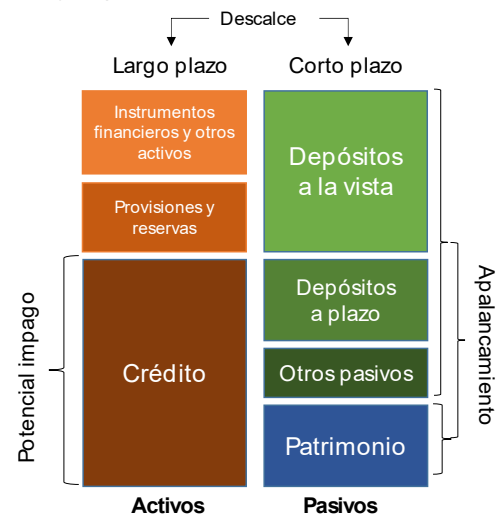 Descalce
Largo plazo
Corto plazo
Instrumentos
financieros y otros
activos
Provisiones y
reservas
Crédito
Depósitos
a la vista
Depósitos
a plazo
Otros pasivos
Patrimonio
Potencial impago
Apalancamiento
Activos
Pasivos